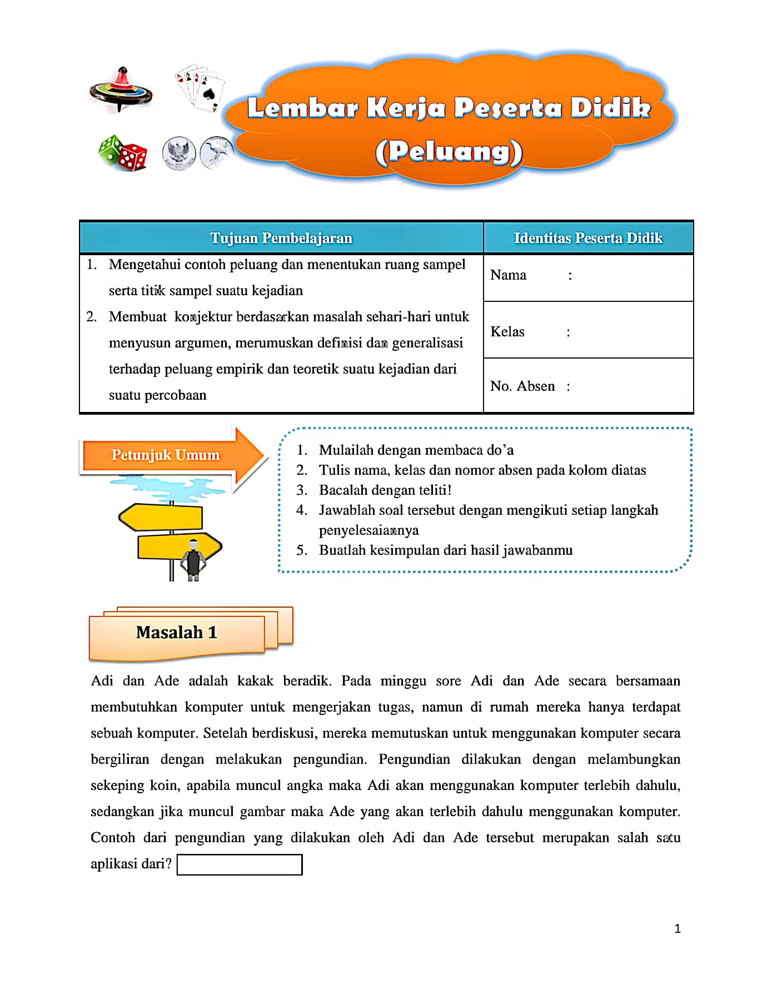 Lembar Kerja Peserta Didik
(Peluang)
Tujuan Pembelajaran
Identitas Peserta Didik
1. Mengetahui contoh peluang dan menentukan ruang sampel
serta titik sampel suatu kejadian
2. Membuat konjektur berdasarkan masalah sehari-hari untuk
menyusun argumen, merumuskan definisi dan generalisasi
terhadap peluang empirik dan teoretik suatu kejadian dari
suatu percobaan
Nama :
Kelas :
No. Absen :
Petunjuk Umum
1. Mulailah dengan membaca do’a
2. Tulis nama, kelas dan nomor absen pada kolom diatas
3. Bacalah dengan teliti!
4. Jawablah soal tersebut dengan mengikuti setiap langkah
penyelesaiannya
5. Buatlah kesimpulan dari hasil jawabanmu
Masalah 1
Adi dan Ade adalah kakak beradik. Pada minggu sore Adi dan Ade secara bersamaan
membutuhkan komputer untuk mengerjakan tugas, namun di rumah mereka hanya terdapat
sebuah komputer. Setelah berdiskusi, mereka memutuskan untuk menggunakan komputer secara
bergiliran dengan melakukan pengundian. Pengundian dilakukan dengan melambungkan
sekeping koin, apabila muncul angka maka Adi akan menggunakan komputer terlebih dahulu,
sedangkan jika muncul gambar maka Ade yang akan terlebih dahulu menggunakan komputer.
Contoh dari pengundian yang dilakukan oleh Adi dan Ade tersebut merupakan salah satu
aplikasi dari?
1